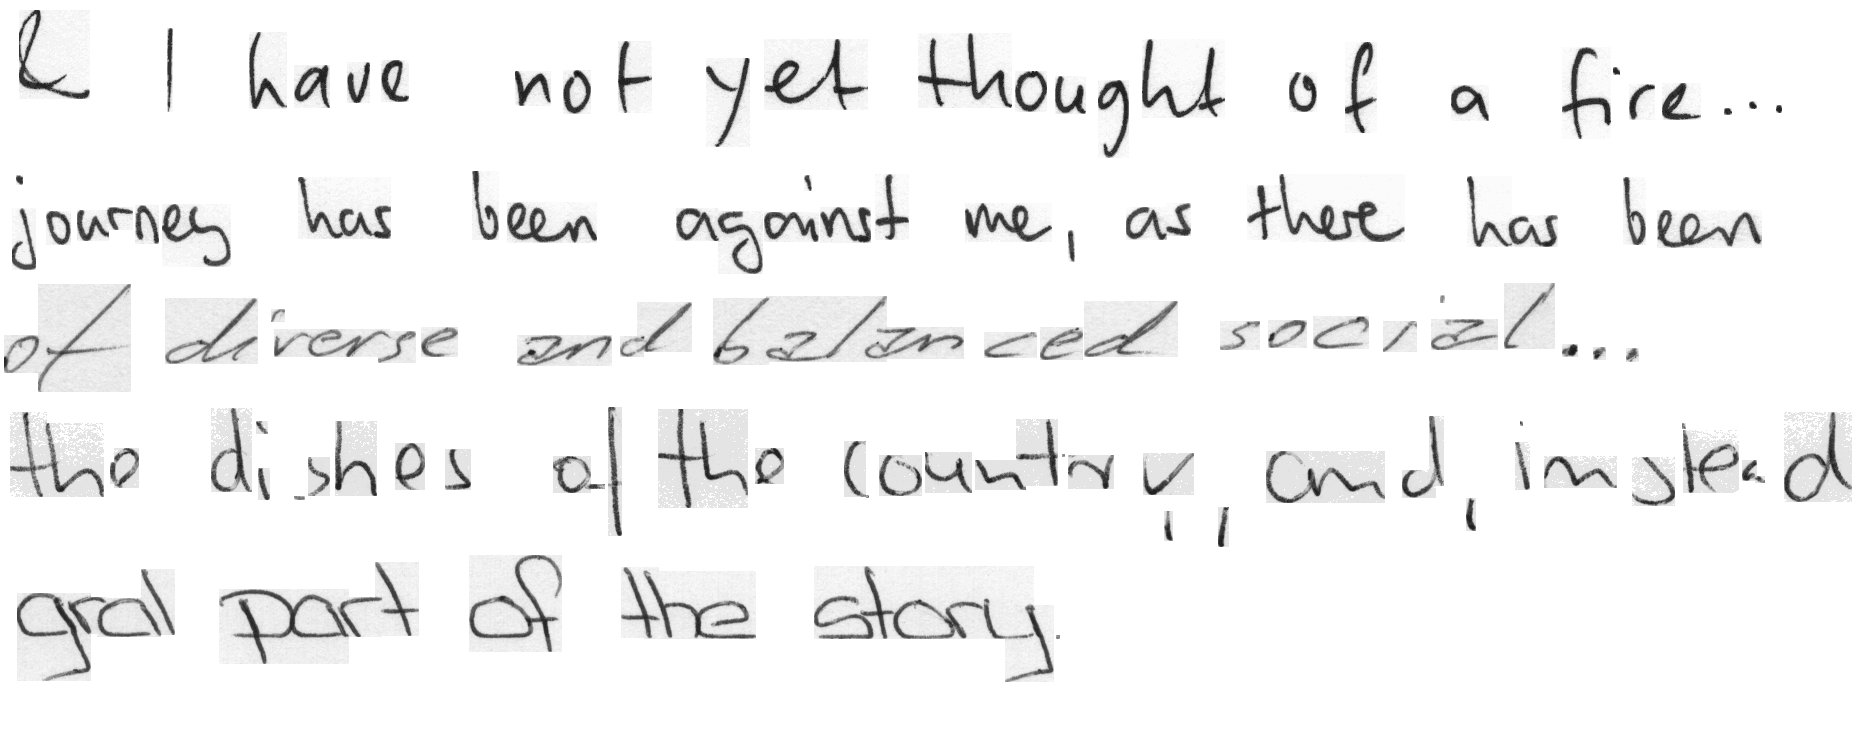 & I have not yet thought of a fire...
journey has been against me, as there has been
of diverse and balanced social...
the dishes of the country, and, instead
gral part of the story.